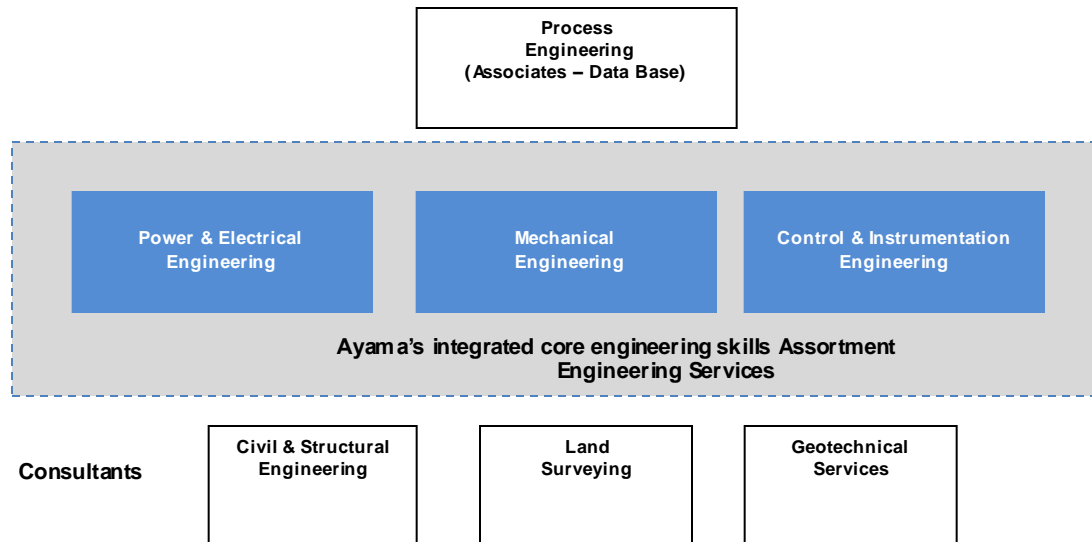 Process
Engineering
(Associates – Data Base)
Power & Electrical
Engineering
Mechanical
Engineering
Control & Instrumentation
Engineering
Ayama's integrated core engineering skills Assortment
Engineering Services
Consultants
Civil & Structural
Engineering
Land
Surveying
Geotechnical
Services